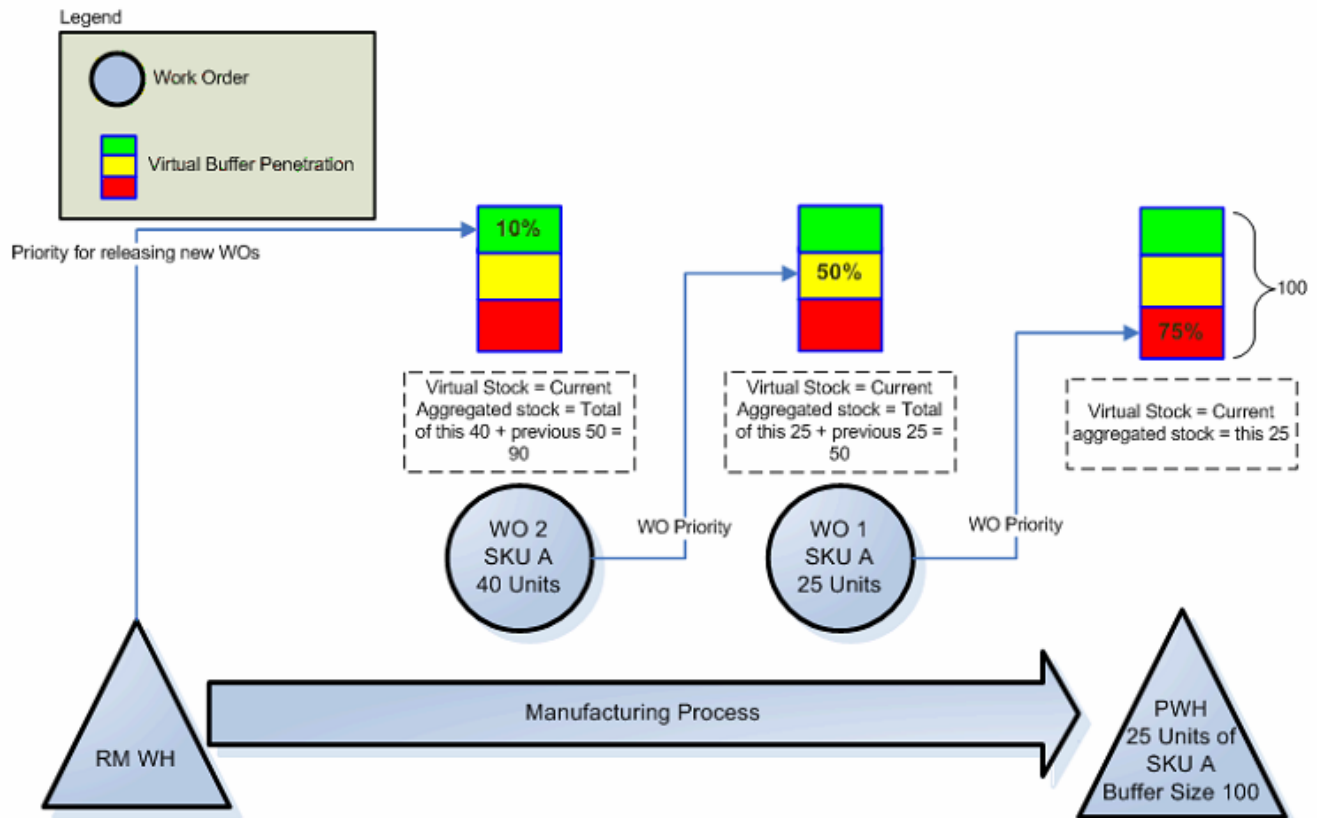 Legend
Work Order
Virtual Buffer Penetration
Priority for releasing new WOs
10%
50%
75%
100
Virtual Stock = Current
Aggregated stock = Total
of this 40 + previous 50 =
90
Virtual Stock = Current
Aggregated stock = Total
of this 25 + previous 25 =
50
Virtual Stock = Current
aggregated stock = this 25
WO 2
SKU A
40 Units
WO Priority
WO 1
SKU A
25 Units
WO Priority
RM WH
Manufacturing Process
PWH
25 Units of
SKU A
Buffer Size 100